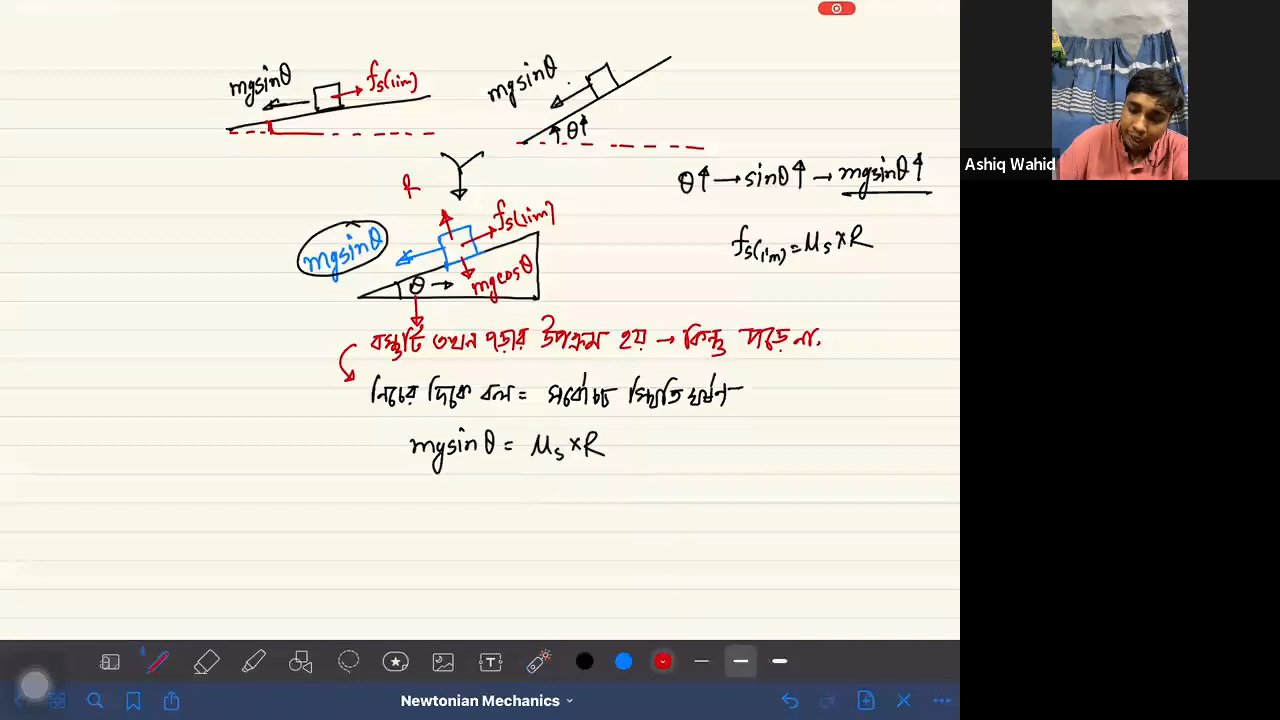 mgsinθ
fs(lim)
mgsinθ
θ↑
Ashiq Wahid
θ↑ → sinθ↑ → mgsinθ↑
R
fs(lim)
mgsinθ
fs(lim) = μs × R
θ →
mgcosθ
বস্তুটি তখন পড়ার উপক্রম হয় → কিন্তু পড়ে না.
নিচের দিকে বল = সর্বোচ্চ স্থিতি ঘর্ষণ
mgsinθ = μs × R
Newtonian Mechanics